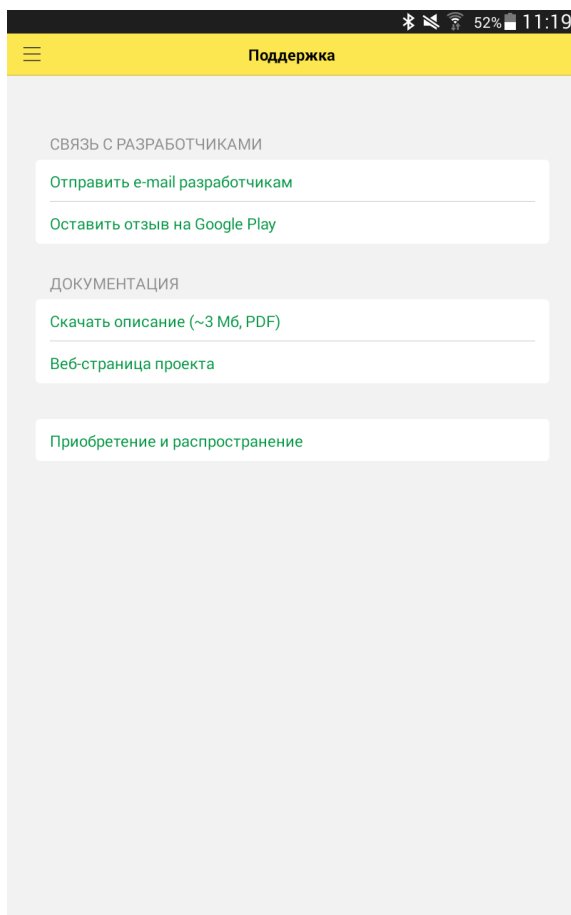 52% 11:19
Поддержка
СВЯЗЬ С РАЗРАБОТЧИКАМИ
Отправить e-mail разработчикам
Оставить отзыв на Google Play
ДОКУМЕНТАЦИЯ
Скачать описание (~3 Мб, PDF)
Веб-страница проекта
Приобретение и распространение